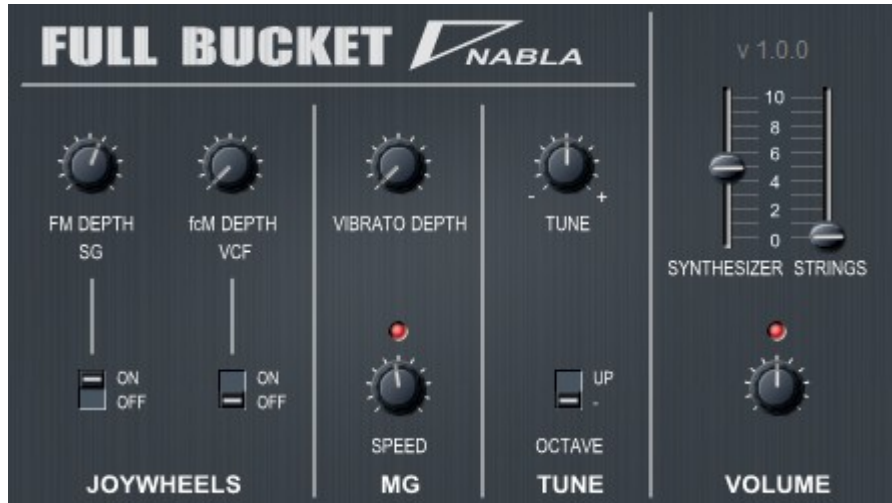 FULL BUCKET NABLA
v 1.0.0
10
8
6
4
2
0
SYNTHESIZER STRINGS
FM DEPTH
SG
fcM DEPTH
VCF
VIBRATO DEPTH
- +
TUNE
ON
OFF
ON
OFF
SPEED
UP
-
OCTAVE
JOYWHEELS
MG
TUNE
VOLUME